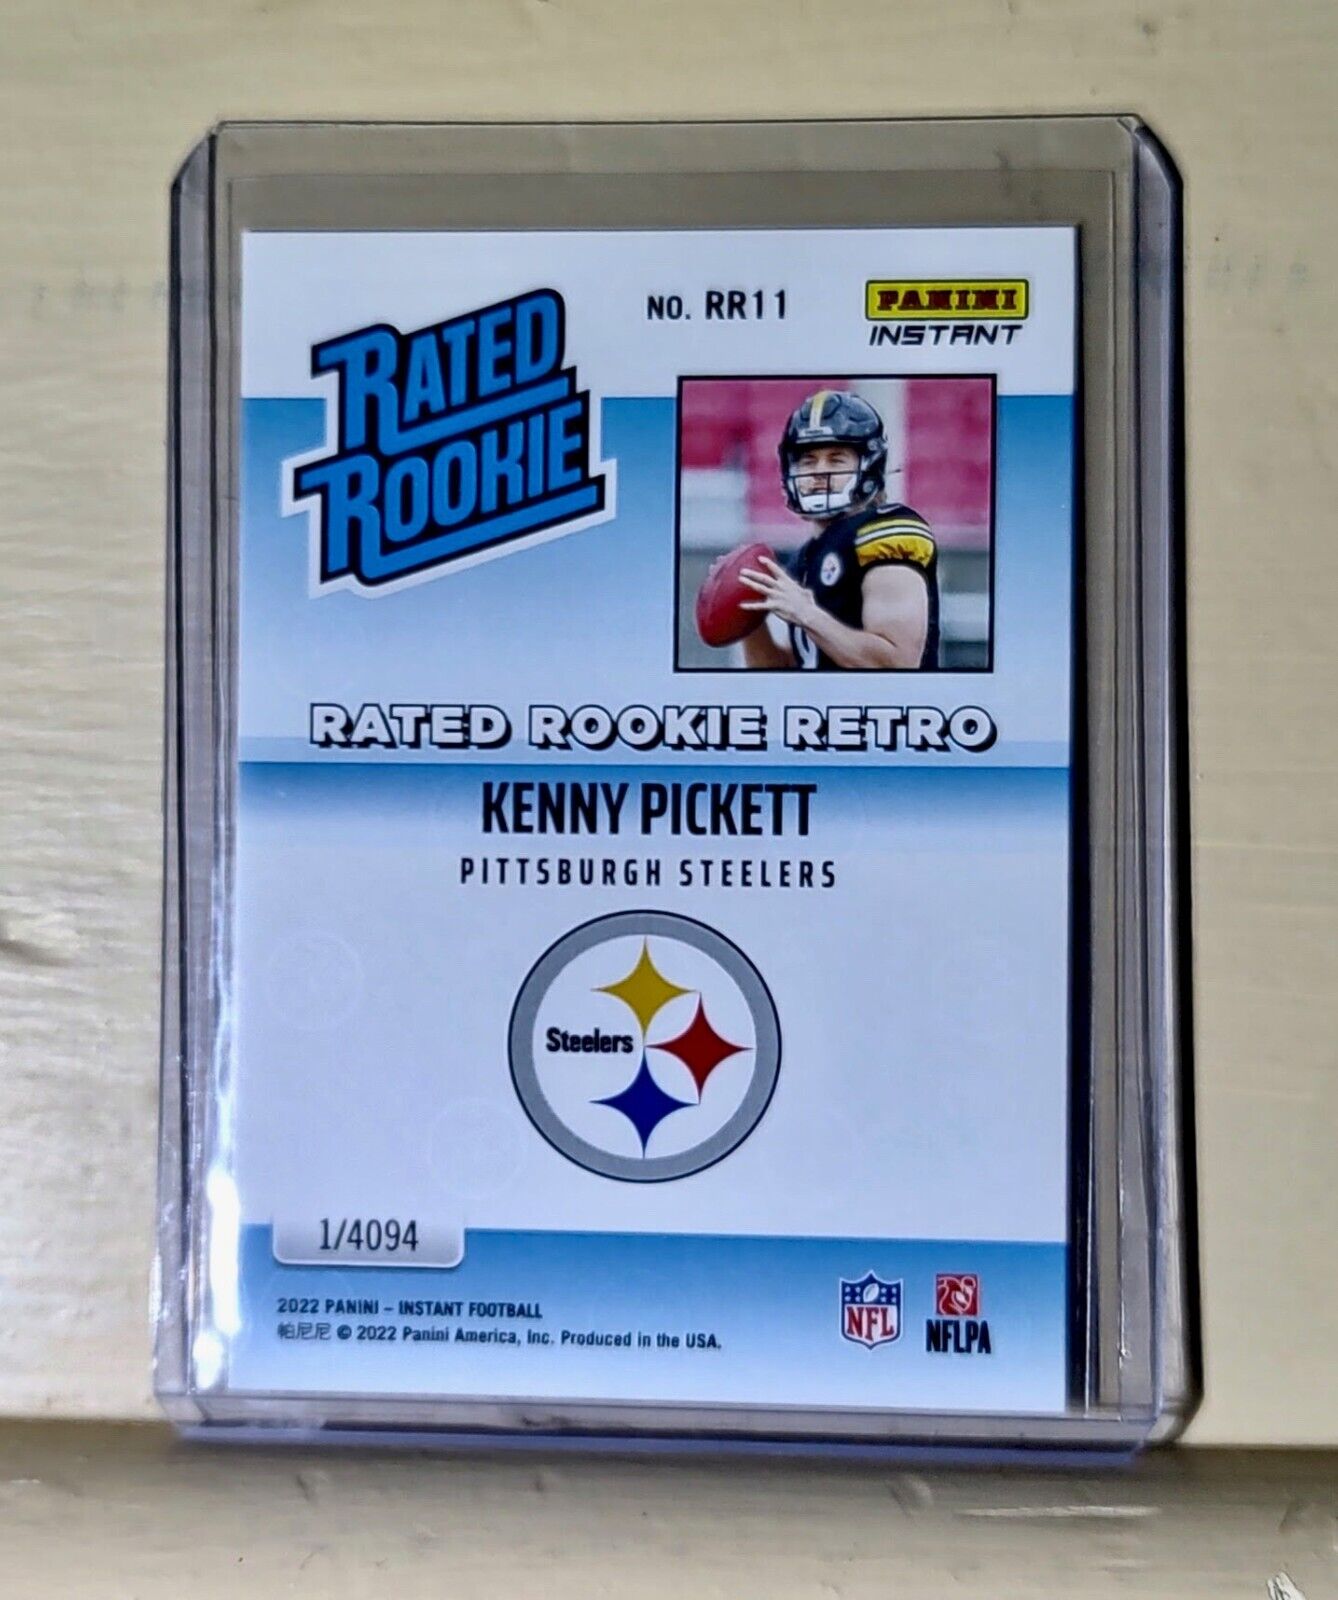 NO. RR11
PANINI
INSTANT
RATED
ROOKIE
RATED ROOKIE RETRO
KENNY PICKETT
PITTSBURGH STEELERS
Steelers
1/4094
2022 PANINI – INSTANT FOOTBALL
帕尼尼 © 2022 Panini America, Inc. Produced in the USA.
NFL
NFLPA